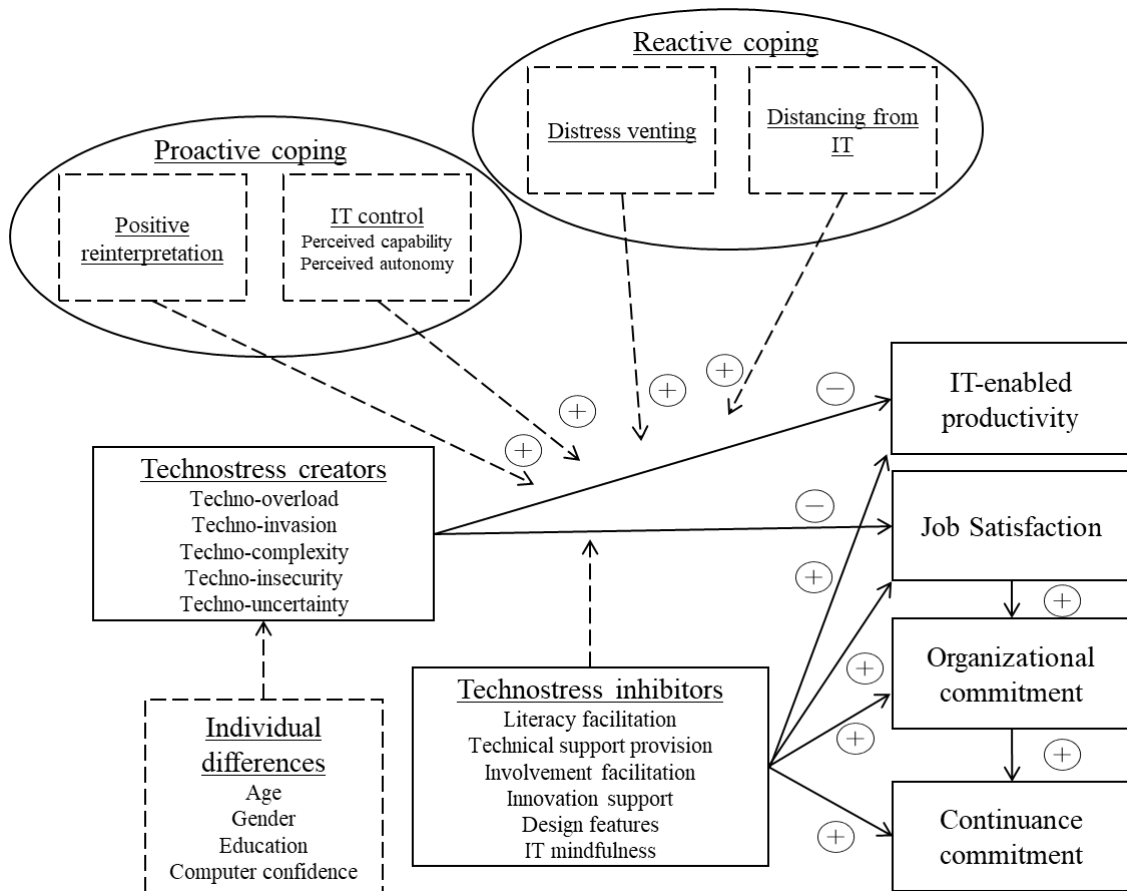 Reactive coping
Distress venting
Distancing from
IT
Proactive coping
Positive
reinterpretation
IT control
Perceived capability
Perceived autonomy
+
+
+
+
−
IT-enabled
productivity
Technostress creators
Techno-overload
Techno-invasion
Techno-complexity
Techno-insecurity
Techno-uncertainty
−
Job Satisfaction
+
+
Organizational
commitment
+
+
+
+
Continuance
commitment
Technostress inhibitors
Literacy facilitation
Technical support provision
Involvement facilitation
Innovation support
Design features
IT mindfulness
Individual
differences
Age
Gender
Education
Computer confidence